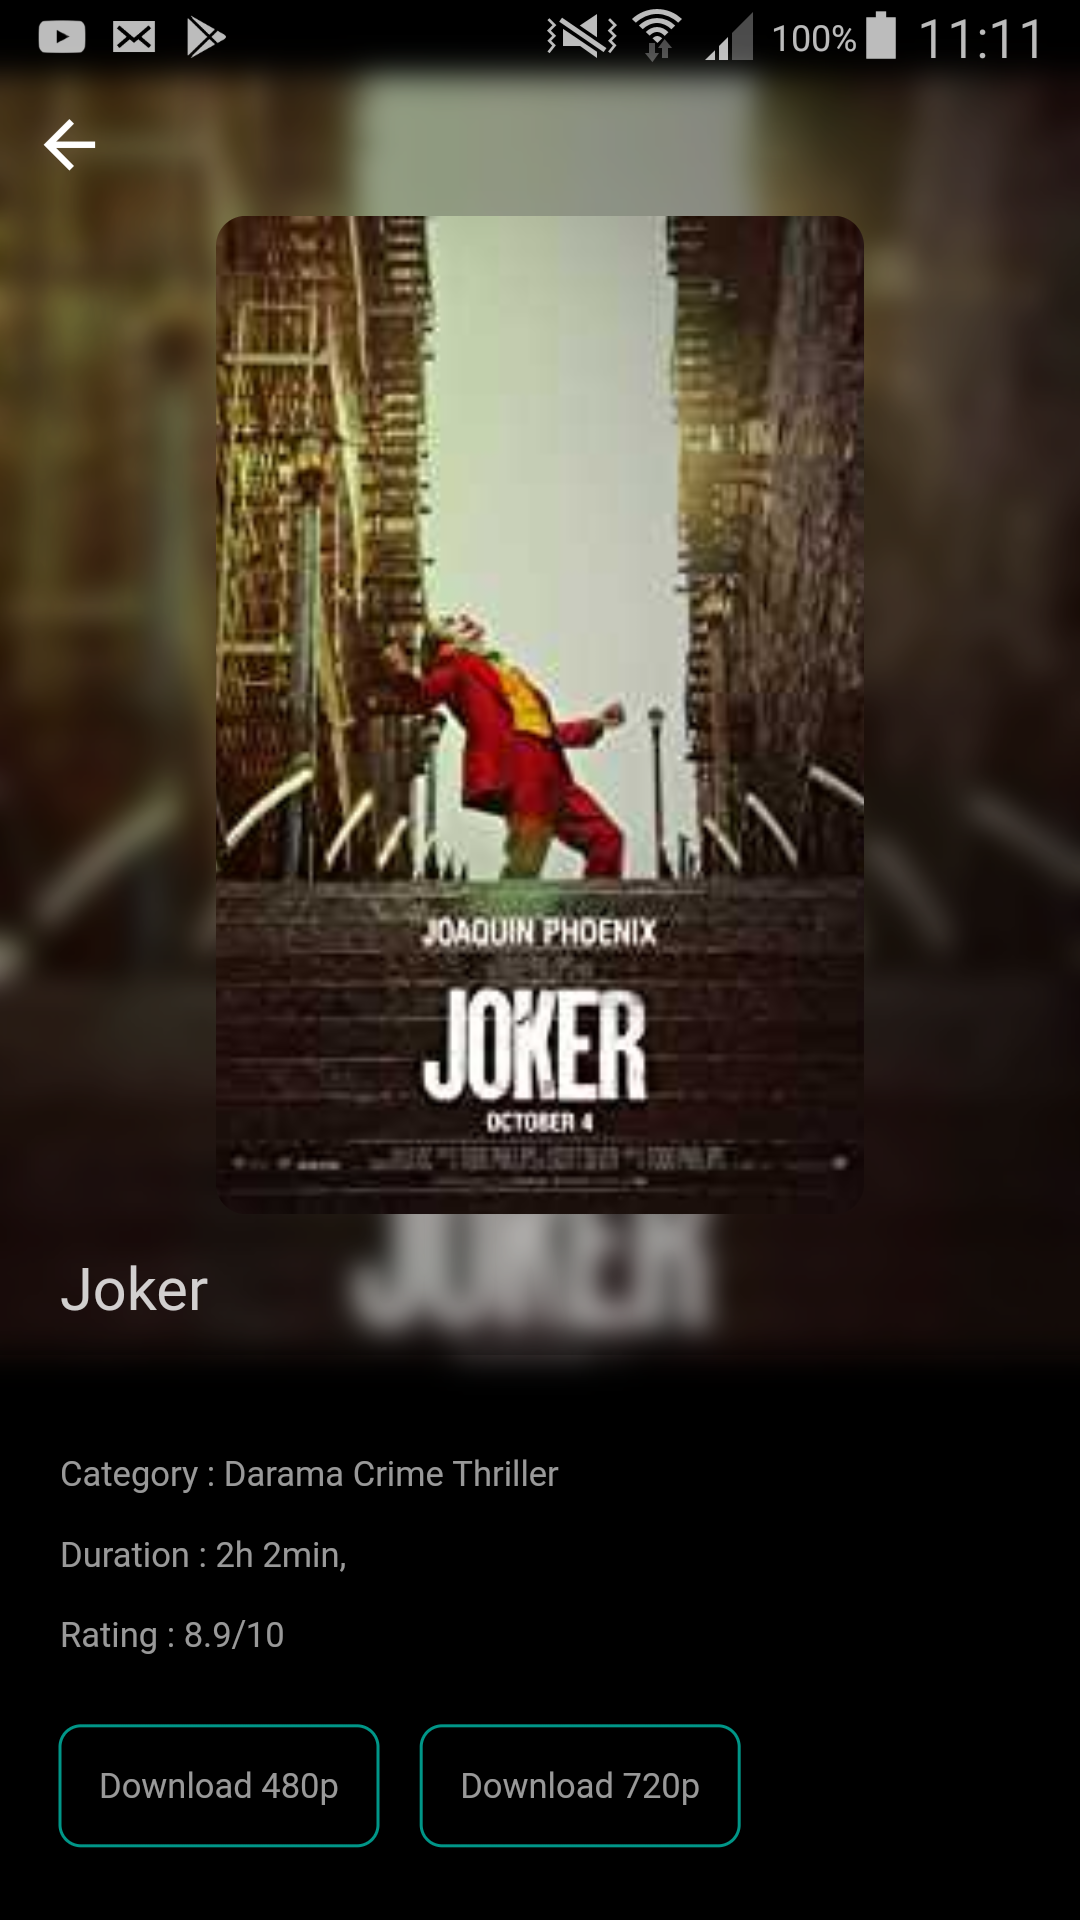 100% 11:11
JOAQUIN PHOENIX
JOKER
OCTOBER 4
JOKER
Joker
Category : Darama Crime Thriller
Duration : 2h 2min,
Rating : 8.9/10
Download 480p Download 720p